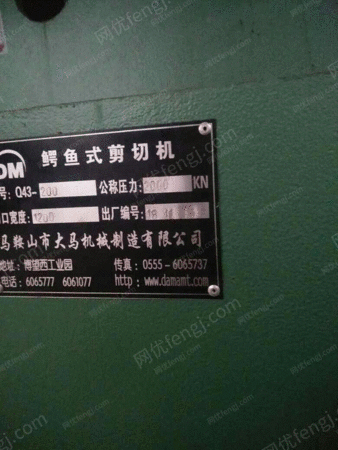 DM 鳄鱼式剪切机
号: Q43-200 公称压力: 2000 KN
口宽度: 1200 出厂编号:
马鞍山市大马机械制造有限公司
地址: 博望西工业园 传真: 0555-6065737
电话: 6065777 6061077 http: www.damamt.com
网优fengj.com